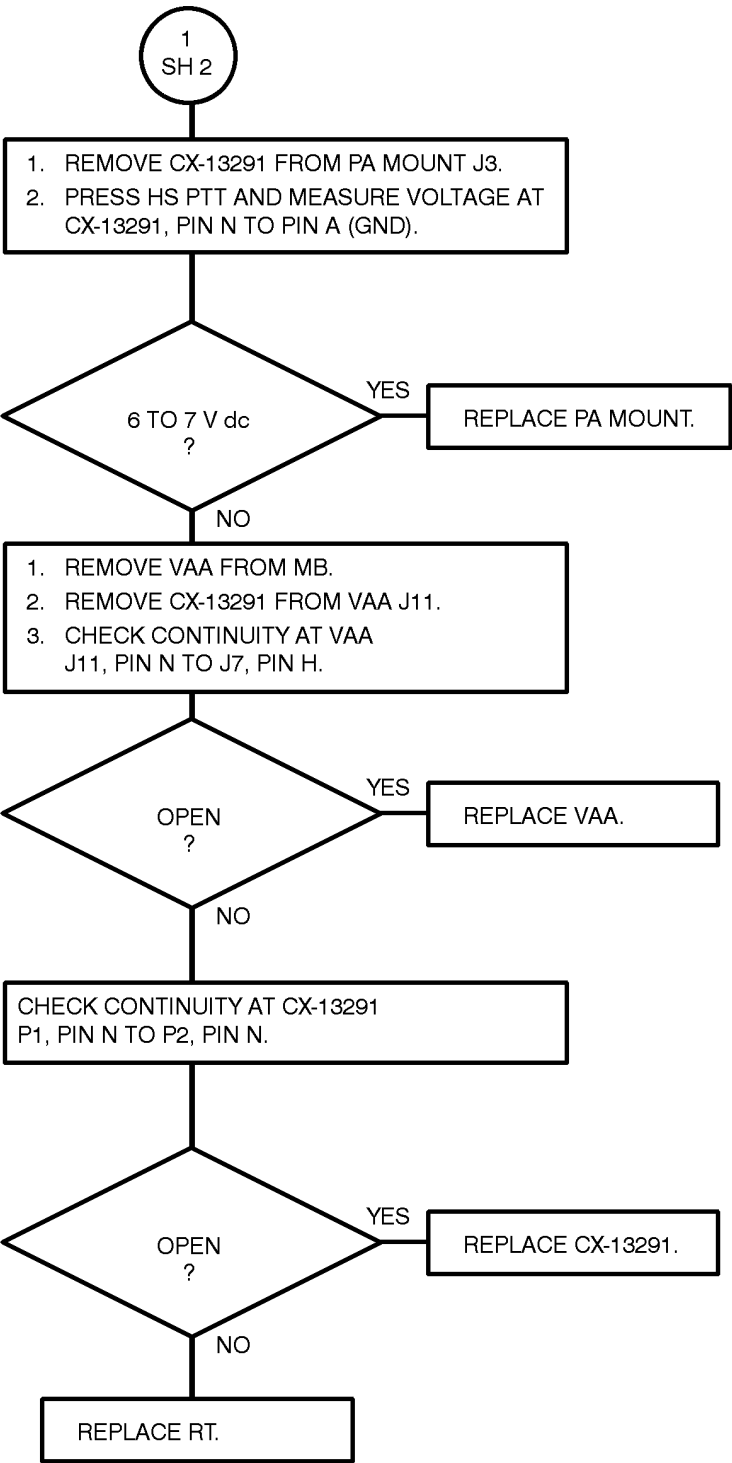 1
SH 2
1. REMOVE CX-13291 FROM PA MOUNT J3.
2. PRESS HS PTT AND MEASURE VOLTAGE AT
CX-13291, PIN N TO PIN A (GND).
6 TO 7 V dc
?
YES
REPLACE PA MOUNT.
NO
1. REMOVE VAA FROM MB.
2. REMOVE CX-13291 FROM VAA J11.
3. CHECK CONTINUITY AT VAA
J11, PIN N TO J7, PIN H.
OPEN
?
YES
REPLACE VAA.
NO
CHECK CONTINUITY AT CX-13291
P1, PIN N TO P2, PIN N.
OPEN
?
YES
REPLACE CX-13291.
NO
REPLACE RT.